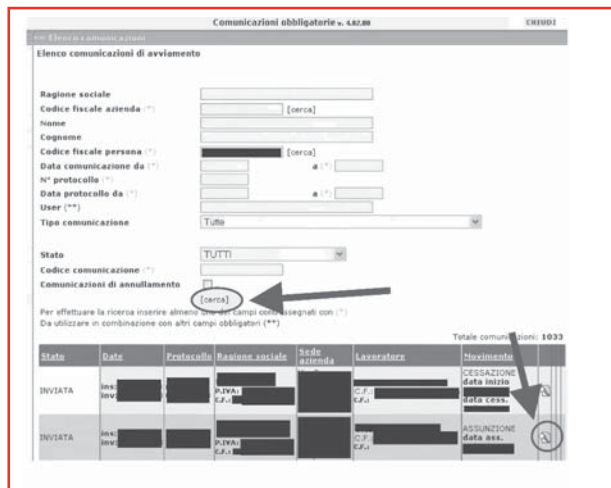 Comunicazioni obbligatorie v. 4.02.00 CHIUDI
<< Elenco comunicazioni
Elenco comunicazioni di avviamento
Ragione sociale
Codice fiscale azienda (*) [cerca]
Nome
Cognome
Codice fiscale persona (*) [cerca]
Data comunicazione da (*) a (*)
N° protocollo (*)
Data protocollo da (*) a (*)
User (**)
Tipo comunicazione Tutte
Stato TUTTI
Codice comunicazione (*)
Comunicazioni di annullamento
[cerca]
Per effettuare la ricerca inserire almeno uno dei campi contrassegnati con (*)
Da utilizzare in combinazione con altri campi obbligatori (**)
Totale comunicazioni: 1033
Stato Date Protocollo Ragione sociale Sede azienda Lavoratore Movimento
CESSAZIONE
INVIATA ins: inv: P.IVA: C.F.: C.F.: C.F.: data inizio
data cess.
ASSUNZIONE
INVIATA ins: inv: P.IVA: C.F.: C.F.: C.F.: data ass.